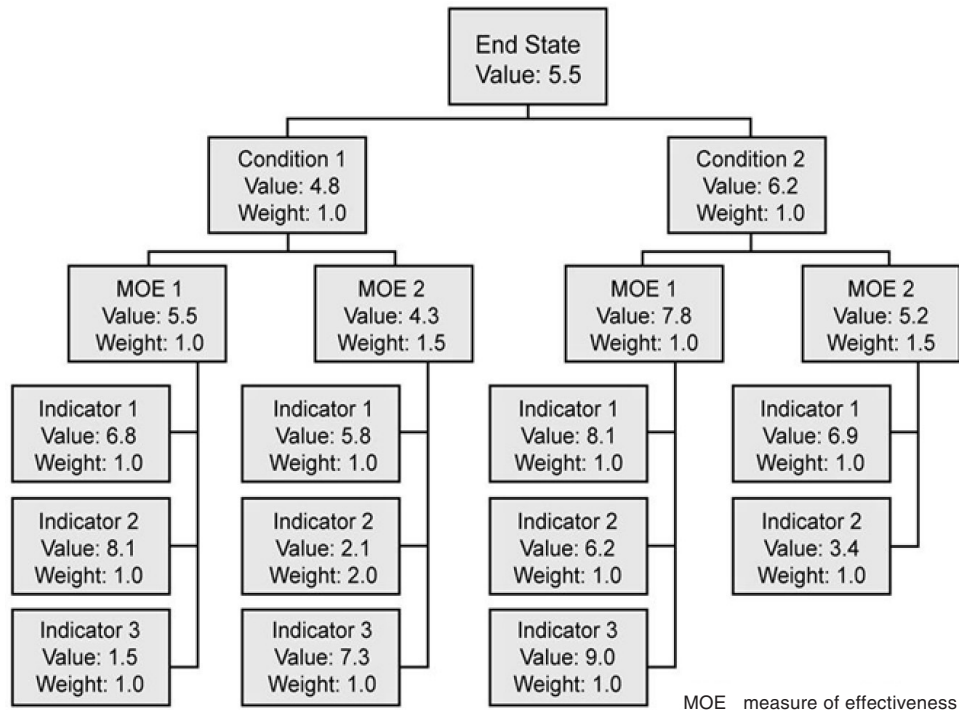 End State
Value: 5.5
Condition 1
Value: 4.8
Weight: 1.0
Condition 2
Value: 6.2
Weight: 1.0
MOE 1
Value: 5.5
Weight: 1.0
MOE 2
Value: 4.3
Weight: 1.5
MOE 1
Value: 7.8
Weight: 1.0
MOE 2
Value: 5.2
Weight: 1.5
Indicator 1
Value: 6.8
Weight: 1.0
Indicator 2
Value: 8.1
Weight: 1.0
Indicator 3
Value: 1.5
Weight: 1.0
Indicator 1
Value: 5.8
Weight: 1.0
Indicator 2
Value: 2.1
Weight: 2.0
Indicator 3
Value: 7.3
Weight: 1.0
Indicator 1
Value: 8.1
Weight: 1.0
Indicator 2
Value: 6.2
Weight: 1.0
Indicator 3
Value: 9.0
Weight: 1.0
Indicator 1
Value: 6.9
Weight: 1.0
Indicator 2
Value: 3.4
Weight: 1.0
MOE measure of effectiveness